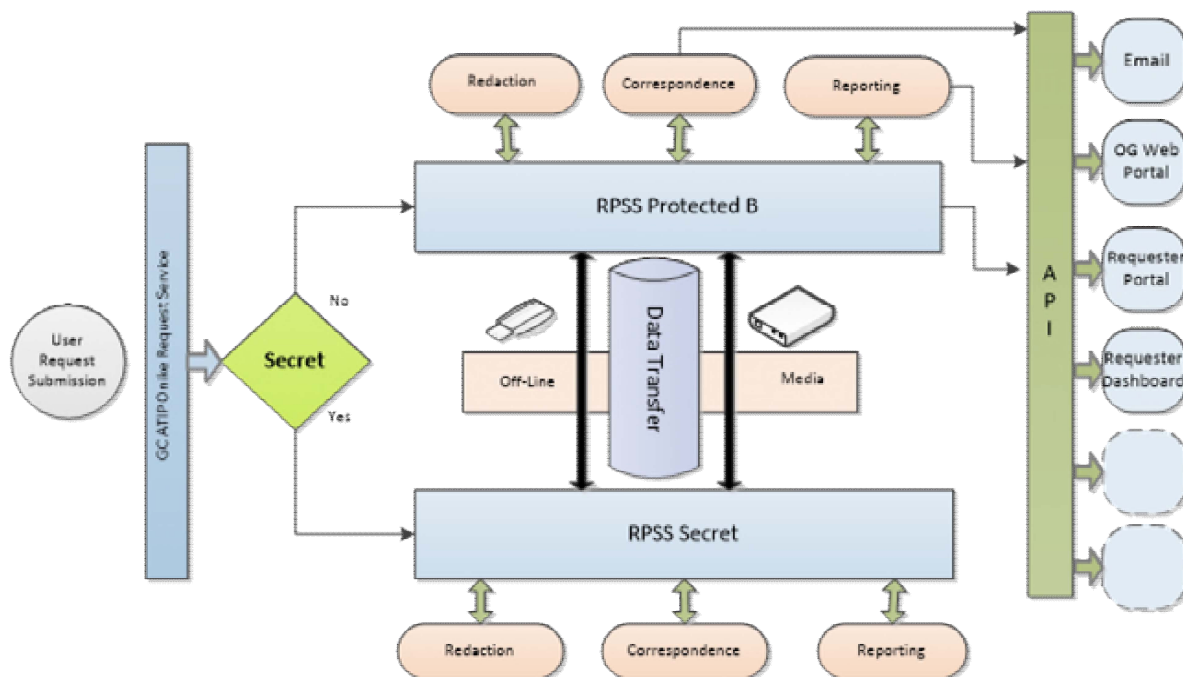 Redaction
Correspondence
Reporting
Email
OG Web
Portal
RPSS Protected B
Requester
Portal
API
GC ATIP Online Request Service
No
User
Request
Submission
Secret
Off-Line
Data Transfer
Media
Requester
Dashboard
Yes
RPSS Secret
Redaction
Correspondence
Reporting